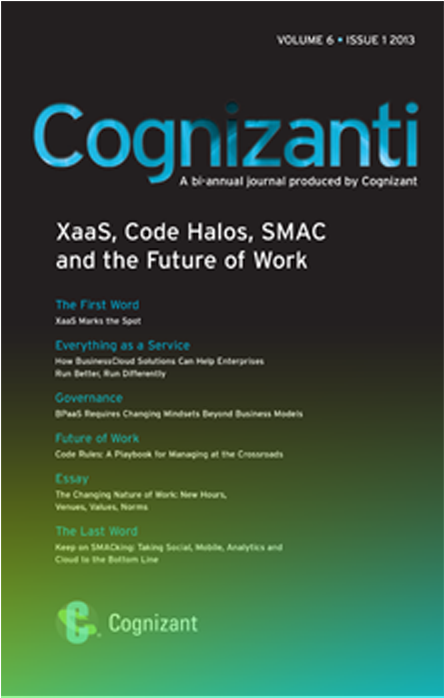 VOLUME 6 • ISSUE 1 2013
Cognizanti
A bi-annual journal produced by Cognizant
XaaS, Code Halos, SMAC
and the Future of Work
The First Word
XaaS Marks the Spot
Everything as a Service
How BusinessCloud Solutions Can Help Enterprises
Run Better, Run Differently
Governance
BPaaS Requires Changing Mindsets Beyond Business Models
Future of Work
Code Rules: A Playbook for Managing at the Crossroads
Essay
The Changing Nature of Work: New Hours,
Venues, Values, Norms
The Last Word
Keep on SMACking: Taking Social, Mobile, Analytics and
Cloud to the Bottom Line
Cognizant